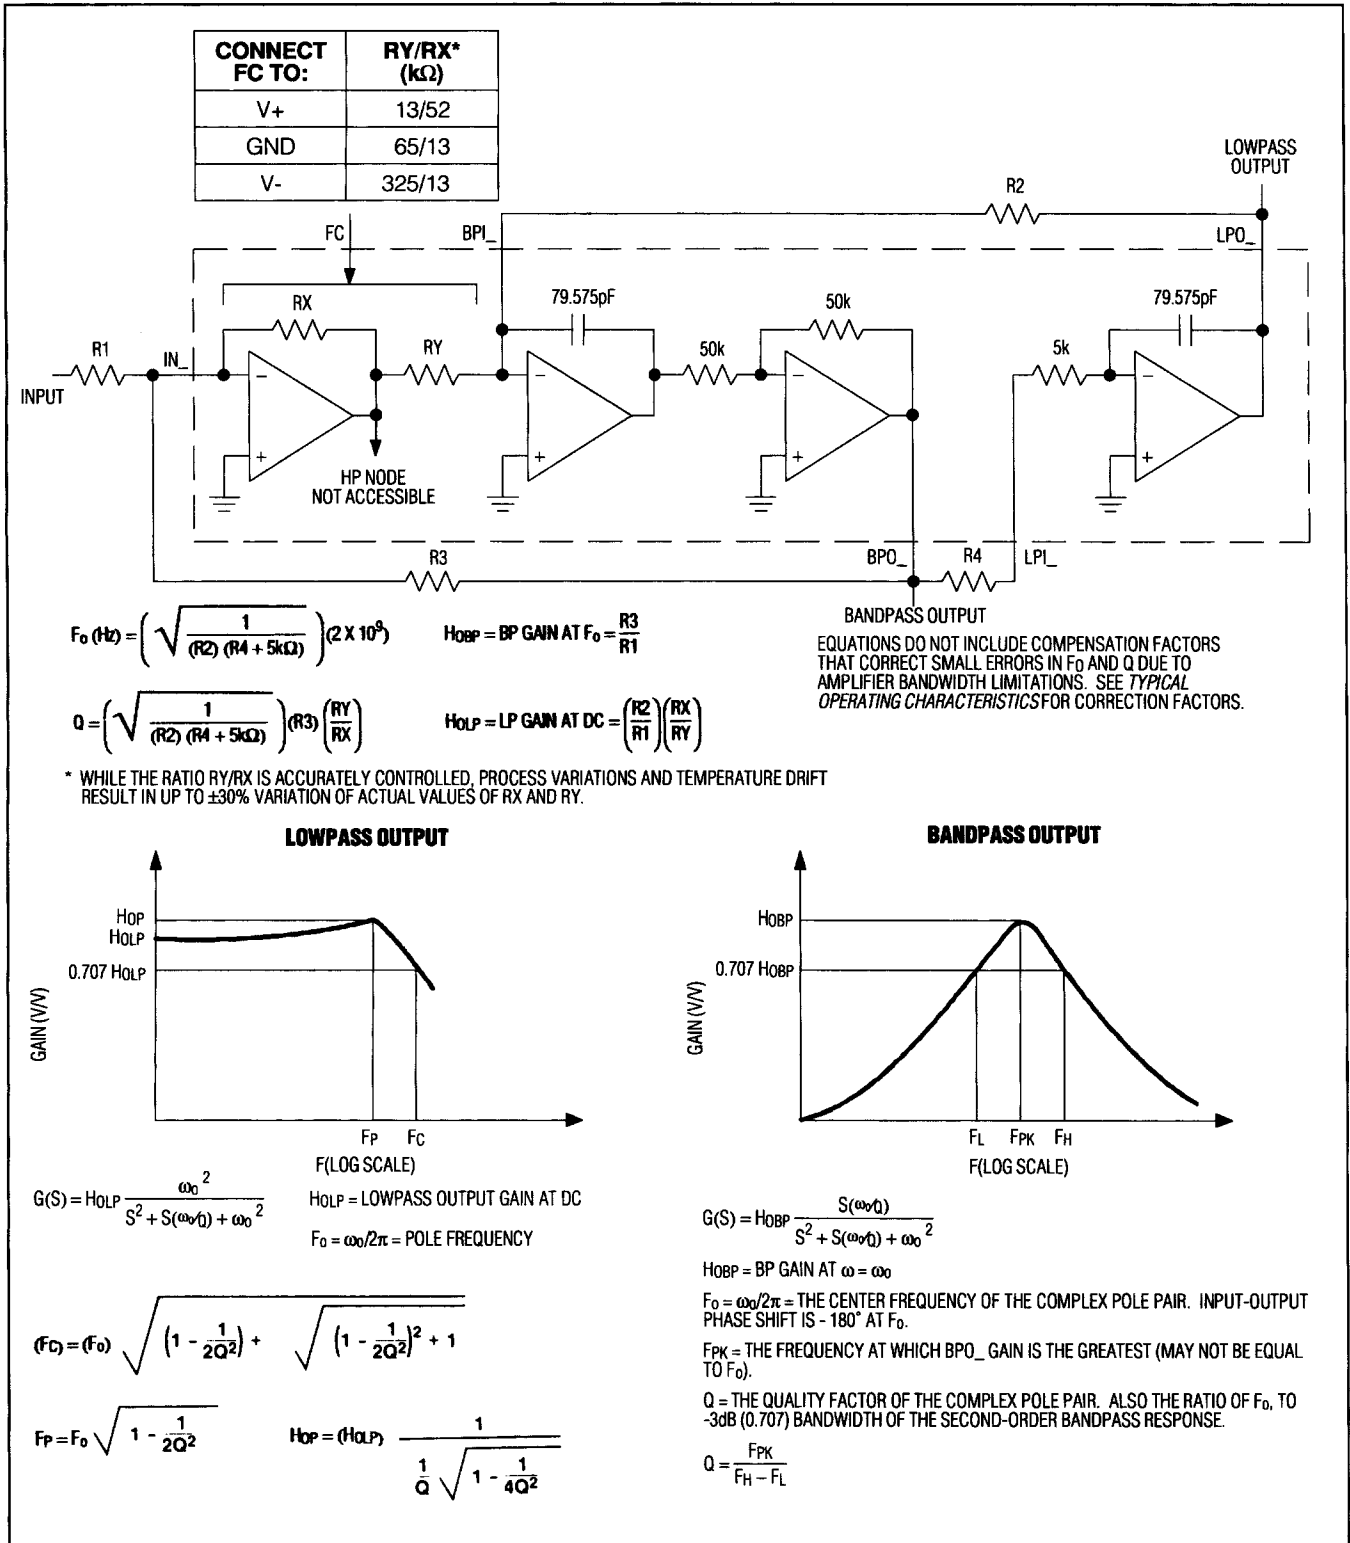 CONNECT FC TO: RY/RX* (kΩ)
V+ 13/52
GND 65/13
V- 325/13
LOWPASS
OUTPUT
R2
FC
BPI_
LPO_
RX
79.575pF
50k
79.575pF
R1
IN_
RY
50k
5k
INPUT
−
−
−
−
+
+
+
+
HP NODE
NOT ACCESSIBLE
R3
BPO_
R4
LPI_
BANDPASS OUTPUT
F₀ (Hz) = (√(1 / (R2) (R4 + 5kΩ))) (2 X 10⁹)
HOBP = BP GAIN AT F₀ = R3/R1
EQUATIONS DO NOT INCLUDE COMPENSATION FACTORS
THAT CORRECT SMALL ERRORS IN F₀ AND Q DUE TO
AMPLIFIER BANDWIDTH LIMITATIONS. SEE TYPICAL
OPERATING CHARACTERISTICS FOR CORRECTION FACTORS.
Q = (√(1 / (R2) (R4 + 5kΩ))) (R3) (RY/RX)
HOLP = LP GAIN AT DC = (R2/R1) (RX/RY)
* WHILE THE RATIO RY/RX IS ACCURATELY CONTROLLED, PROCESS VARIATIONS AND TEMPERATURE DRIFT
RESULT IN UP TO ±30% VARIATION OF ACTUAL VALUES OF RX AND RY.
LOWPASS OUTPUT
HOP
HOLP
0.707 HOLP
GAIN (V/V)
FP FC
F(LOG SCALE)
G(S) = HOLP ω₀² / (S² + S(ω₀/Q) + ω₀²)
HOLP = LOWPASS OUTPUT GAIN AT DC
F₀ = ω₀/2π = POLE FREQUENCY
(FC) = (F₀) √((1 - 1/2Q²) + √((1 - 1/2Q²)² + 1))
FP = F₀ √(1 - 1/2Q²)
HOP = (HOLP) 1 / (1/Q √(1 - 1/4Q²))
BANDPASS OUTPUT
HOBP
0.707 HOBP
GAIN (V/V)
FL FPK FH
F(LOG SCALE)
G(S) = HOBP S(ω₀/Q) / (S² + S(ω₀/Q) + ω₀²)
HOBP = BP GAIN AT ω = ω₀
F₀ = ω₀/2π = THE CENTER FREQUENCY OF THE COMPLEX POLE PAIR. INPUT-OUTPUT
PHASE SHIFT IS - 180° AT F₀.
FPK = THE FREQUENCY AT WHICH BPO_ GAIN IS THE GREATEST (MAY NOT BE EQUAL
TO F₀).
Q = THE QUALITY FACTOR OF THE COMPLEX POLE PAIR. ALSO THE RATIO OF F₀, TO
-3dB (0.707) BANDWIDTH OF THE SECOND-ORDER BANDPASS RESPONSE.
Q = FPK / (FH – FL)